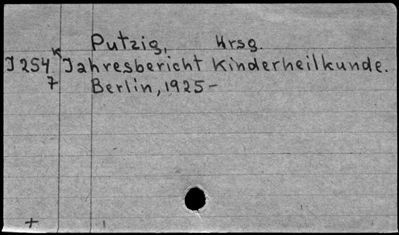 Putzig, Hrsg.
J 254 K Jahresbericht Kinderheilkunde.
7 Berlin, 1925-
+